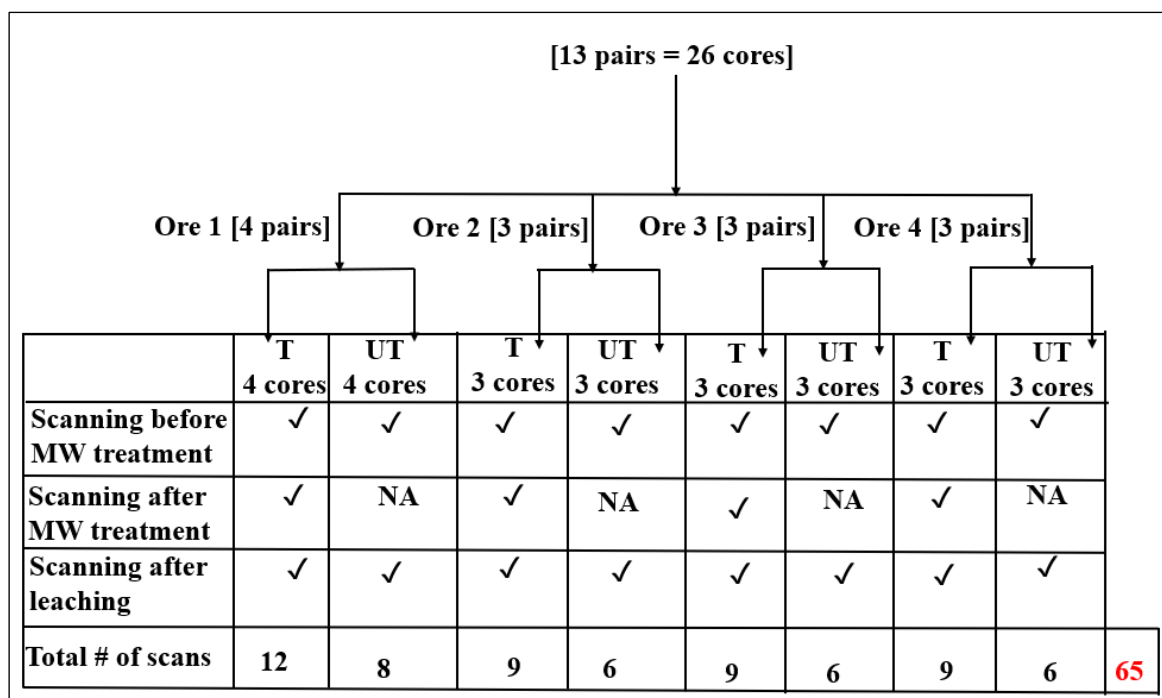 [13 pairs = 26 cores]
Ore 1 [4 pairs] Ore 2 [3 pairs] Ore 3 [3 pairs] Ore 4 [3 pairs]
T UT T UT T UT T UT
4 cores 4 cores 3 cores 3 cores 3 cores 3 cores 3 cores 3 cores
Scanning before ✓ ✓ ✓ ✓ ✓ ✓ ✓ ✓
MW treatment
Scanning after ✓ NA ✓ NA ✓ NA ✓ NA
MW treatment
Scanning after ✓ ✓ ✓ ✓ ✓ ✓ ✓ ✓
leaching
Total # of scans 12 8 9 6 9 6 9 6 65